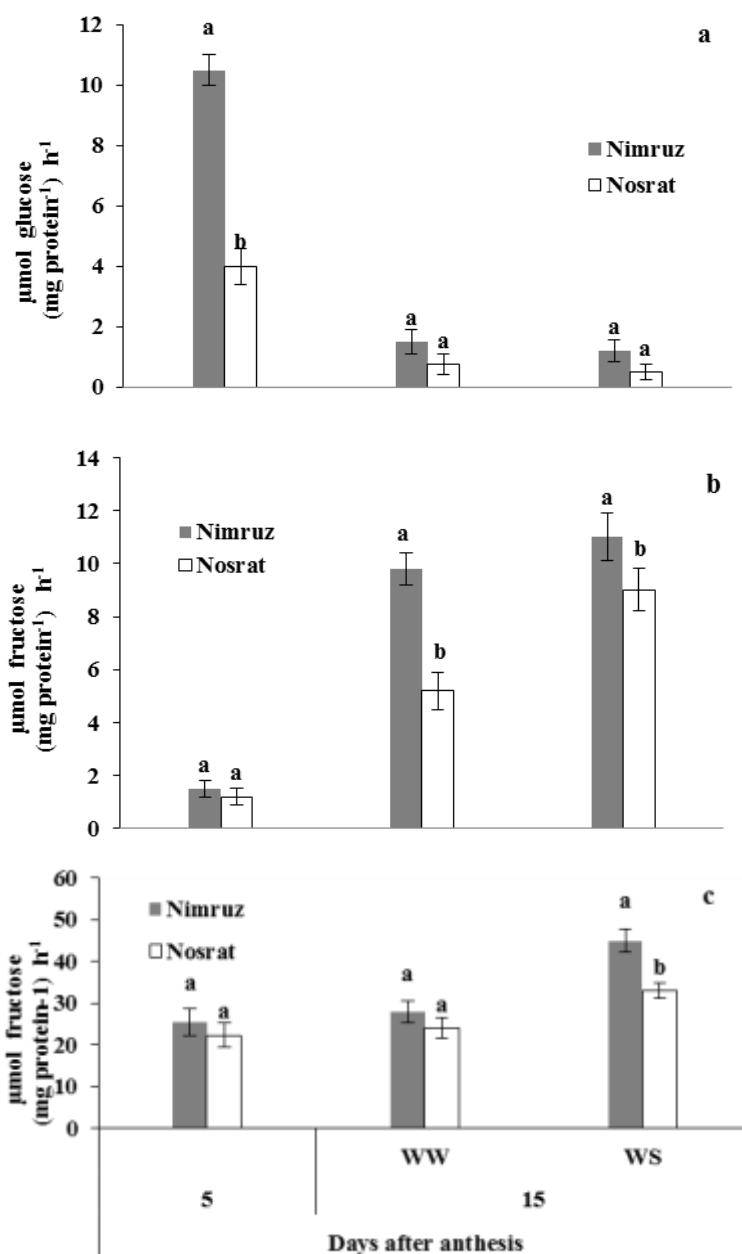 a
12
a
10
Nimruz
8
Nosrat
6
b
4
a
a
a
a
2
0
µmol glucose
(mg protein⁻¹) h⁻¹
14
b
a
12
a
Nimruz
b
10
Nosrat
8
b
6
4
a a
2
0
µmol fructose
(mg protein⁻¹) h⁻¹
60
c
a
Nimruz
50
Nosrat
b
40
a
a
a
a
30
20
10
0
µmol fructose
(mg protein-1) h⁻¹
WW WS
5 15
Days after anthesis